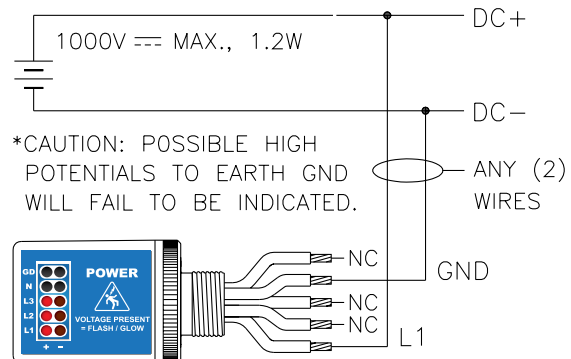 DC+
1000V ⎓ MAX., 1.2W
DC−
*CAUTION: POSSIBLE HIGH
POTENTIALS TO EARTH GND
WILL FAIL TO BE INDICATED.
ANY (2)
WIRES
NC
GND
NC
NC
L1
GD
N
L3
L2
L1
+ −
POWER
VOLTAGE PRESENT
= FLASH / GLOW